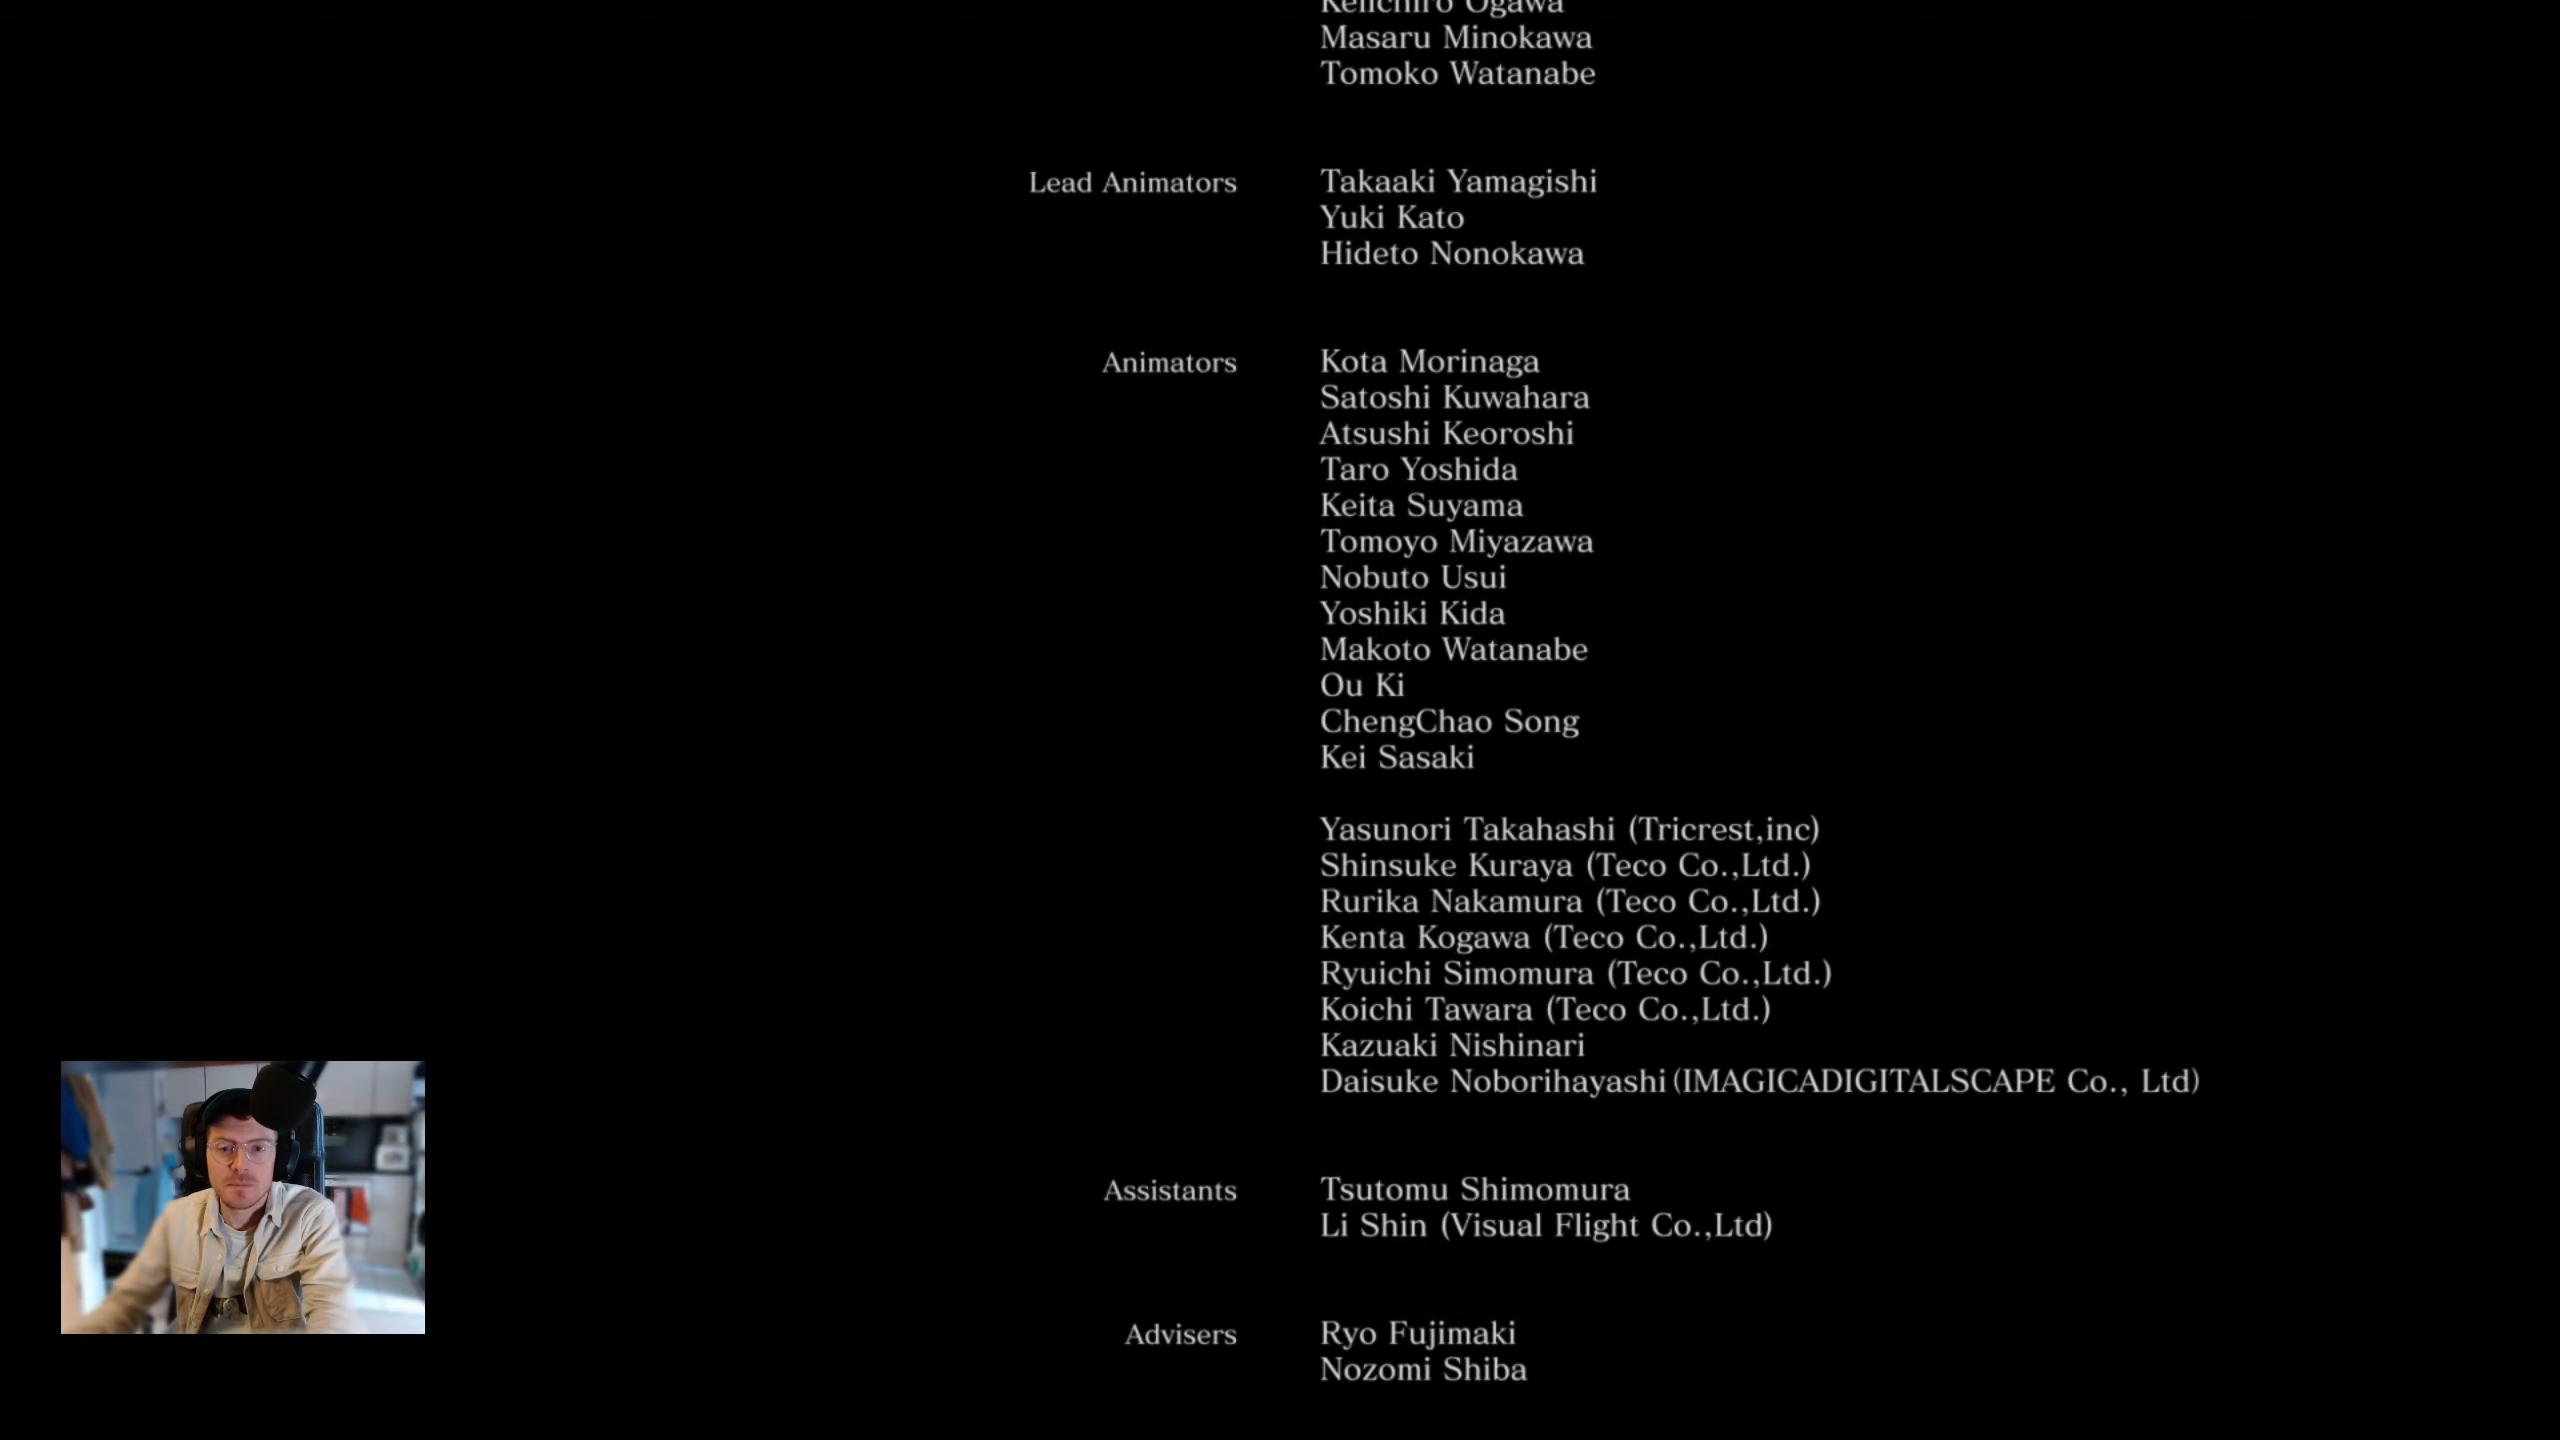 Keiichiro Ogawa
Masaru Minokawa
Tomoko Watanabe
Lead Animators Takaaki Yamagishi
Yuki Kato
Hideto Nonokawa
Animators Kota Morinaga
Satoshi Kuwahara
Atsushi Keoroshi
Taro Yoshida
Keita Suyama
Tomoyo Miyazawa
Nobuto Usui
Yoshiki Kida
Makoto Watanabe
Ou Ki
ChengChao Song
Kei Sasaki
Yasunori Takahashi (Tricrest,inc)
Shinsuke Kuraya (Teco Co.,Ltd.)
Rurika Nakamura (Teco Co.,Ltd.)
Kenta Kogawa (Teco Co.,Ltd.)
Ryuichi Simomura (Teco Co.,Ltd.)
Koichi Tawara (Teco Co.,Ltd.)
Kazuaki Nishinari
Daisuke Noborihayashi (IMAGICADIGITALSCAPE Co., Ltd)
Assistants Tsutomu Shimomura
Li Shin (Visual Flight Co.,Ltd)
Advisers Ryo Fujimaki
Nozomi Shiba